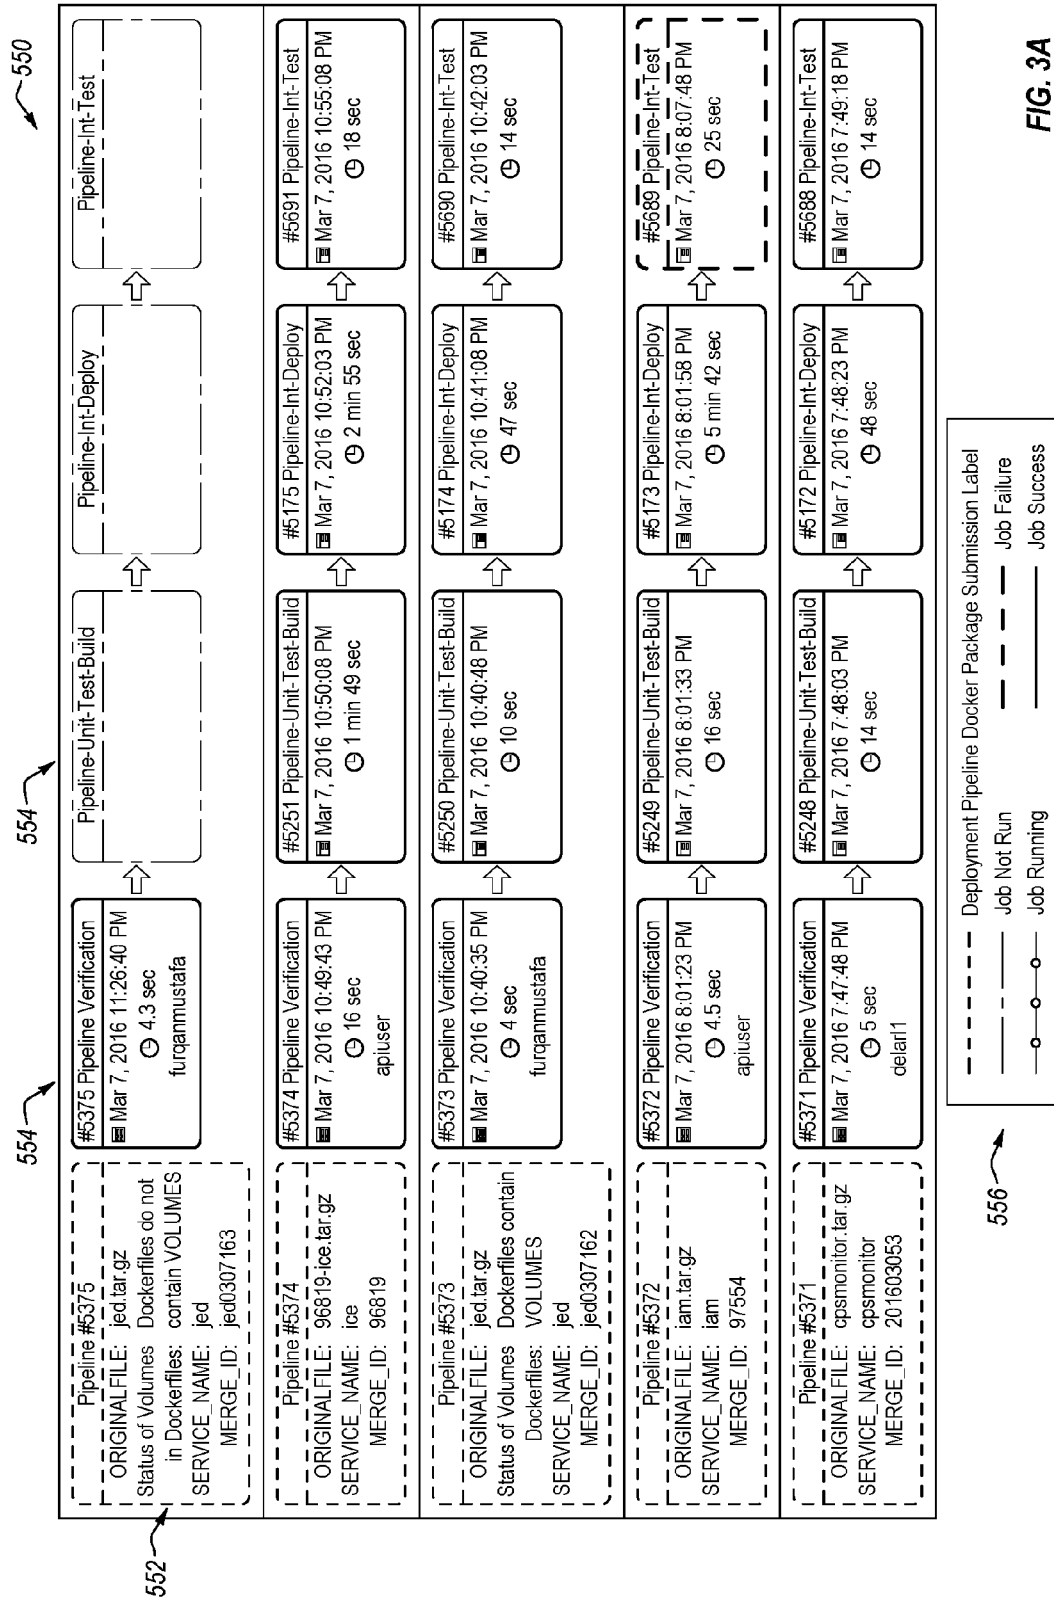 550
554
554
552
Pipeline #5375
ORIGINALFILE: jed.tar.gz
Status of Volumes Dockerfiles do not
in Dockerfiles: contain VOLUMES
SERVICE_NAME: jed
MERGE_ID: jed0307163
#5375 Pipeline Verification
Mar 7, 2016 11:26:40 PM
4.3 sec
furqanmustafa
Pipeline-Unit-Test-Build
Pipeline-Int-Deploy
Pipeline-Int-Test
Pipeline #5374
ORIGINALFILE: 96819-ice.tar.gz
SERVICE_NAME: ice
MERGE_ID: 96819
#5374 Pipeline Verification
Mar 7, 2016 10:49:43 PM
16 sec
apiuser
#5251 Pipeline-Unit-Test-Build
Mar 7, 2016 10:50:08 PM
1 min 49 sec
#5175 Pipeline-Int-Deploy
Mar 7, 2016 10:52:03 PM
2 min 55 sec
#5691 Pipeline-Int-Test
Mar 7, 2016 10:55:08 PM
18 sec
Pipeline #5373
ORIGINALFILE: jed.tar.gz
Status of Volumes Dockerfiles contain
Dockerfiles: VOLUMES
SERVICE_NAME: jed
MERGE_ID: jed0307162
#5373 Pipeline Verification
Mar 7, 2016 10:40:35 PM
4 sec
furqanmustafa
#5250 Pipeline-Unit-Test-Build
Mar 7, 2016 10:40:48 PM
10 sec
#5174 Pipeline-Int-Deploy
Mar 7, 2016 10:41:08 PM
47 sec
#5690 Pipeline-Int-Test
Mar 7, 2016 10:42:03 PM
14 sec
Pipeline #5372
ORIGINALFILE: iam.tar.gz
SERVICE_NAME: iam
MERGE_ID: 97554
#5372 Pipeline Verification
Mar 7, 2016 8:01:23 PM
4.5 sec
apiuser
#5249 Pipeline-Unit-Test-Build
Mar 7, 2016 8:01:33 PM
16 sec
#5173 Pipeline-Int-Deploy
Mar 7, 2016 8:01:58 PM
5 min 42 sec
#5689 Pipeline-Int-Test
Mar 7, 2016 8:07:48 PM
25 sec
Pipeline #5371
ORIGINALFILE: cpsmonitor.tar.gz
SERVICE_NAME: cpsmonitor
MERGE_ID: 201603053
#5371 Pipeline Verification
Mar 7, 2016 7:47:48 PM
5 sec
delarl1
#5248 Pipeline-Unit-Test-Build
Mar 7, 2016 7:48:03 PM
14 sec
#5172 Pipeline-Int-Deploy
Mar 7, 2016 7:48:23 PM
48 sec
#5688 Pipeline-Int-Test
Mar 7, 2016 7:49:18 PM
14 sec
556
Deployment Pipeline Docker Package Submission Label
Job Not Run
Job Failure
Job Running
Job Success
FIG. 3A